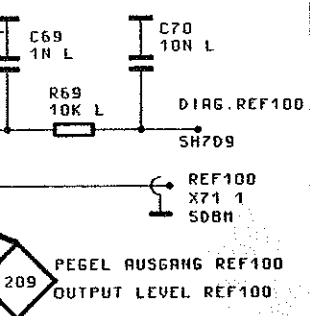 C69
1N L
C70
10N L
R69
10K L
DIAG.REF100
SH7D9
REF100
X71 1
SDBM
209
PEGEL AUSGANG REF100
OUTPUT LEVEL REF100